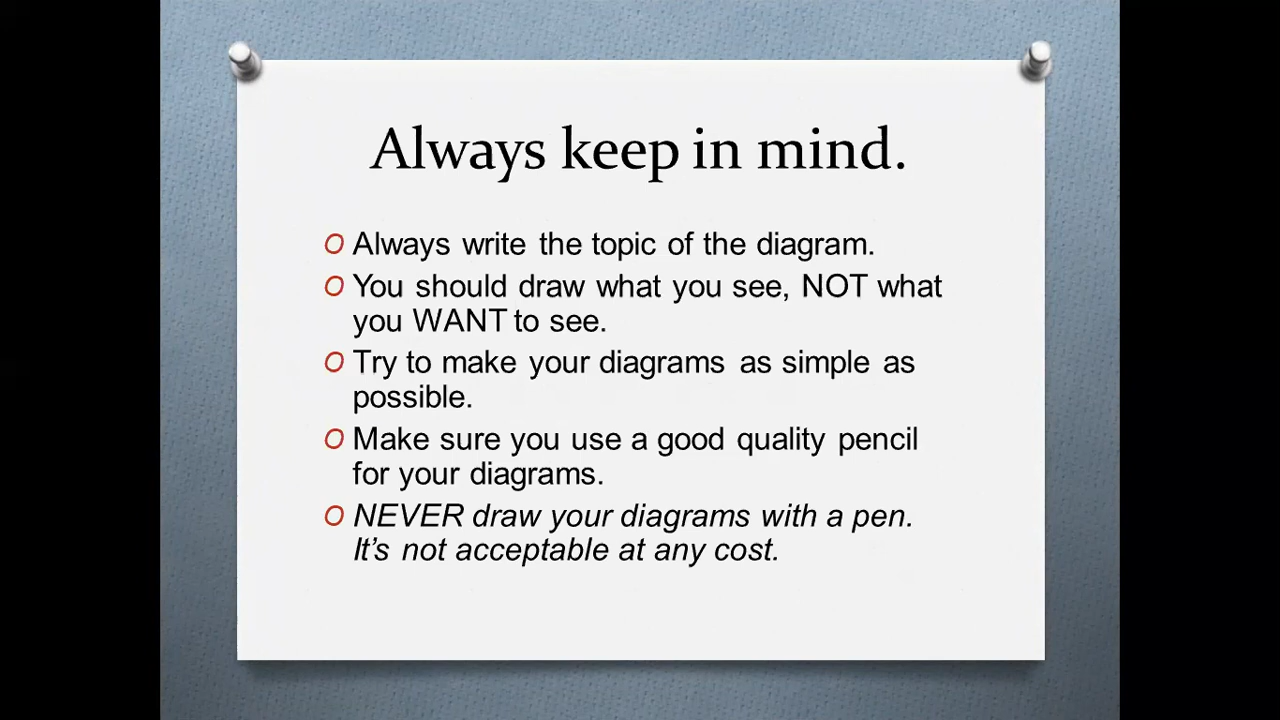 Always keep in mind.
O Always write the topic of the diagram.
O You should draw what you see, NOT what
you WANT to see.
O Try to make your diagrams as simple as
possible.
O Make sure you use a good quality pencil
for your diagrams.
O NEVER draw your diagrams with a pen.
It's not acceptable at any cost.